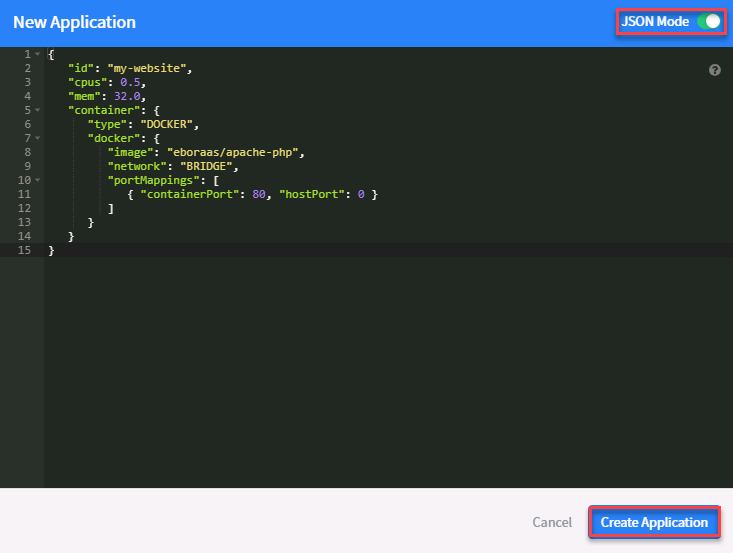 New Application
JSON Mode
1 {
2 "id": "my-website",
3 "cpus": 0.5,
4 "mem": 32.0,
5 "container": {
6 "type": "DOCKER",
7 "docker": {
8 "image": "eboraas/apache-php",
9 "network": "BRIDGE",
10 "portMappings": [
11 { "containerPort": 80, "hostPort": 0 }
12 ]
13 }
14 }
15 }
?
Cancel
Create Application